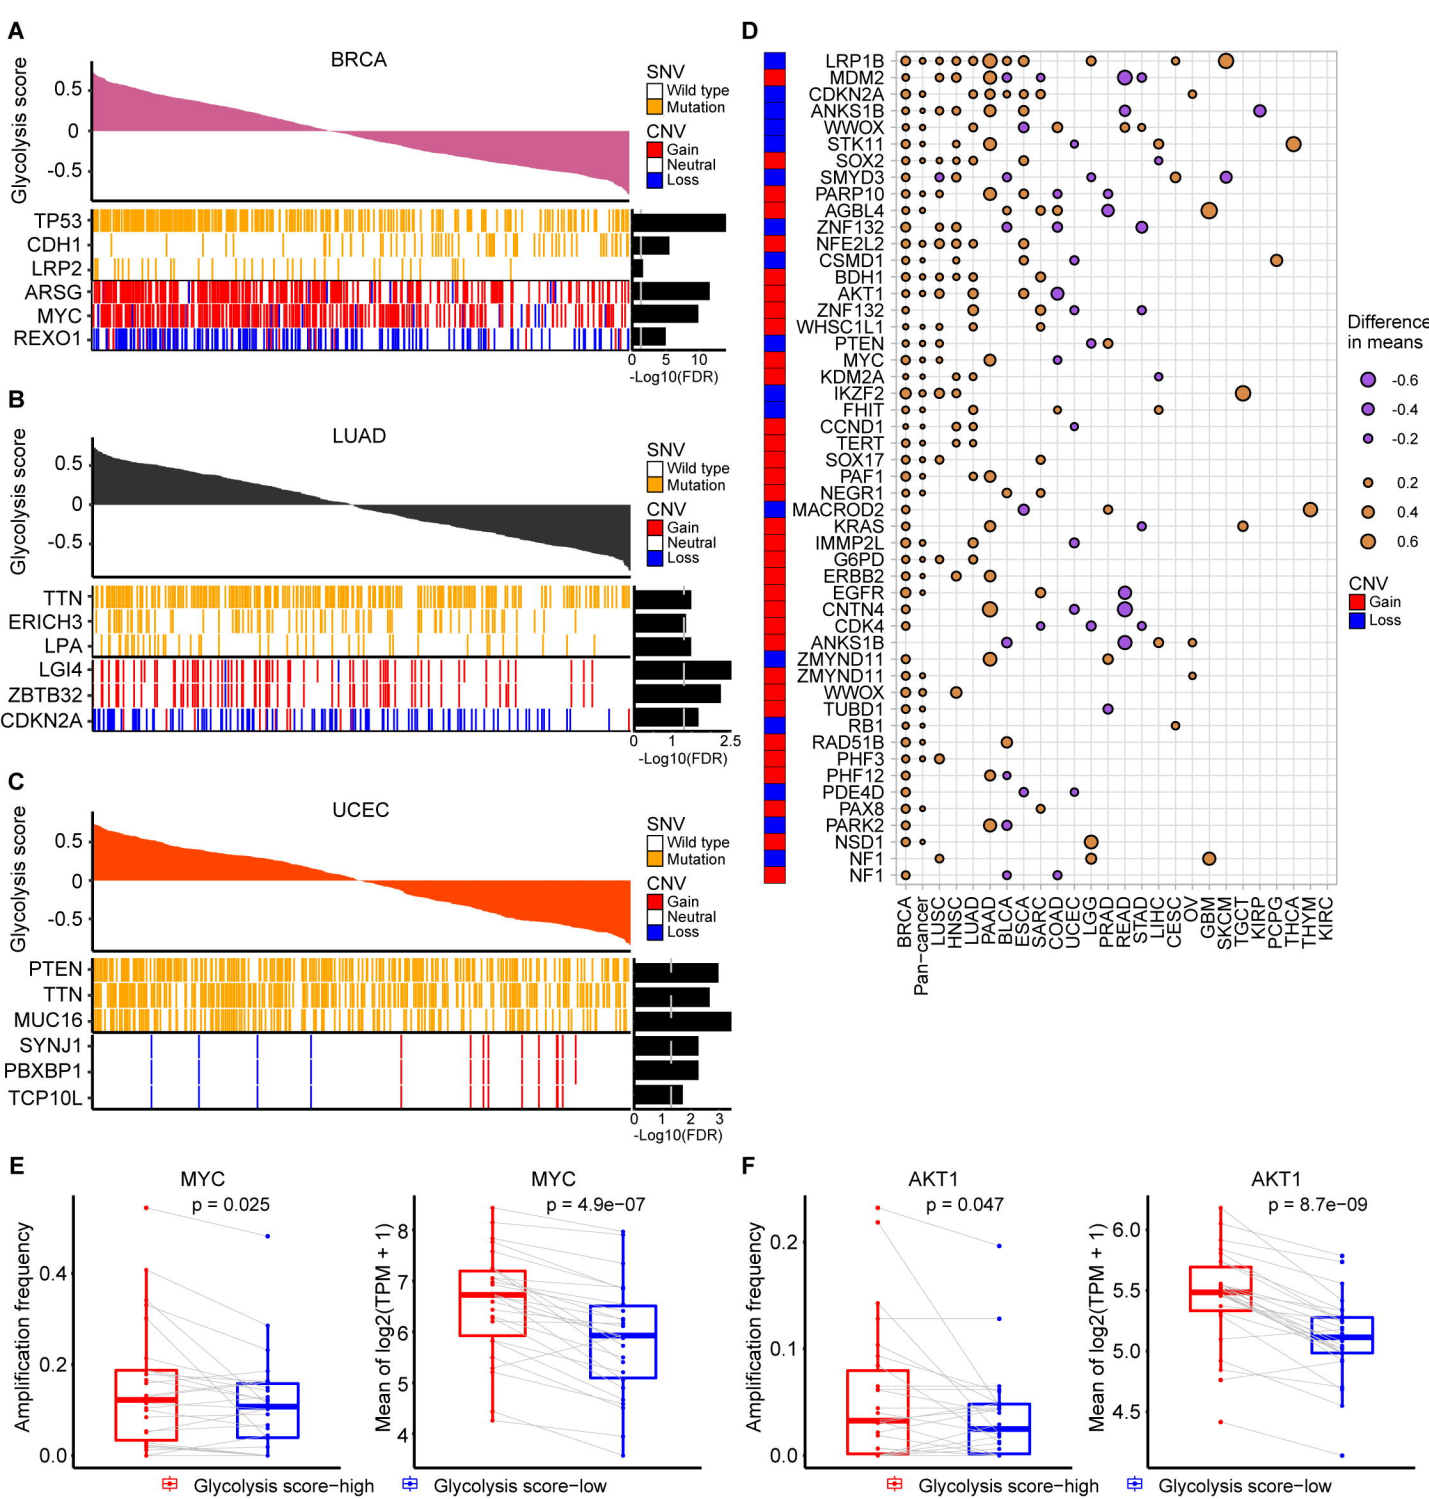 A
BRCA
Glycolysis score
0.5
0
-0.5
SNV
Wild type
Mutation
CNV
Gain
Neutral
Loss
TP53
CDH1
LRP2
ARSG
MYC
REXO1
0 5 10
-Log10(FDR)
B
LUAD
Glycolysis score
0.5
0
-0.5
SNV
Wild type
Mutation
CNV
Gain
Neutral
Loss
TTN
ERICH3
LPA
LGI4
ZBTB32
CDKN2A
0 1 2.5
-Log10(FDR)
C
UCEC
Glycolysis score
0.5
0
-0.5
SNV
Wild type
Mutation
CNV
Gain
Neutral
Loss
PTEN
TTN
MUC16
SYNJ1
PBXBP1
TCP10L
0 1 2 3
-Log10(FDR)
D
LRP1B
MDM2
CDKN2A
ANKS1B
WWOX
STK11
SOX2
SMYD3
PARP10
AGBL4
ZNF132
NFE2L2
CSMD1
BDH1
AKT1
ZNF132
WHSC1L1
PTEN
MYC
KDM2A
IKZF2
FHIT
CCND1
TERT
SOX17
PAF1
NEGR1
MACROD2
KRAS
IMMP2L
G6PD
ERBB2
EGFR
CNTN4
CDK4
ANKS1B
ZMYND11
ZMYND11
WWOX
TUBD1
RB1
RAD51B
PHF3
PHF12
PDE4D
PAX8
PARK2
NSD1
NF1
NF1
BRCA
Pan−cancer
LUSC
HNSC
LUAD
PAAD
BLCA
ESCA
SARC
COAD
UCEC
LGG
PRAD
READ
STAD
LIHC
CESC
OV
GBM
SKCM
TGCT
KIRP
PCPG
THCA
THYM
KIRC
Difference
in means
-0.6
-0.4
-0.2
0.2
0.4
0.6
CNV
Gain
Loss
E
MYC
p = 0.025
Amplification frequency
0.4
0.2
0.0
MYC
p = 4.9e−07
Mean of log2(TPM + 1)
8
7
6
5
4
Glycolysis score−high
Glycolysis score−low
F
AKT1
p = 0.047
Amplification frequency
0.2
0.1
0.0
AKT1
p = 8.7e−09
Mean of log2(TPM + 1)
6.0
5.5
5.0
4.5
Glycolysis score−high
Glycolysis score−low